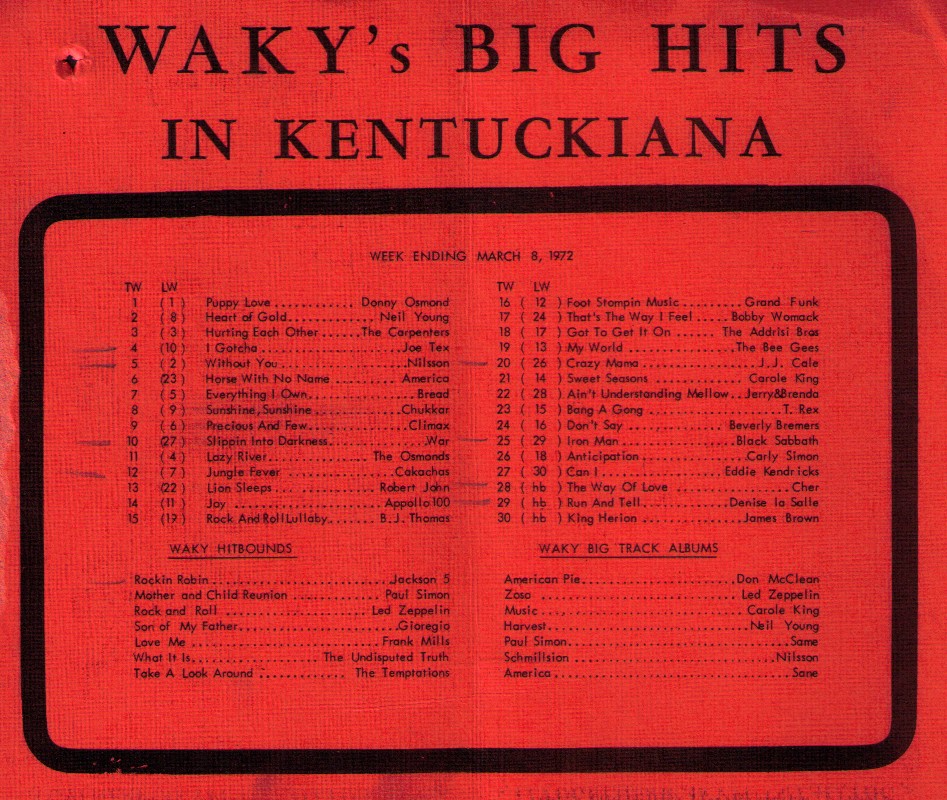 WAKY's BIG HITS
IN KENTUCKIANA
WEEK ENDING MARCH 8, 1972
TW LW
1 ( 1 ) Puppy Love ............ Donny Osmond
2 ( 8 ) Heart of Gold.............. Neil Young
3 ( 3 ) Hurting Each Other ......The Carpenters
4 (10 ) I Gotcha ......................Joe Tex
5 ( 2 ) Without You ...................Nilsson
6 (23 ) Horse With No Name .......... America
7 ( 5 ) Everything I Own................ Bread
8 ( 9 ) Sunshine,Sunshine .............Chukkar
9 ( 6 ) Precious And Few...............Climax
10 (27 ) Slippin Into Darkness..............War
11 ( 4 ) Lazy River................The Osmonds
12 ( 7 ) Jungle Fever .................Cakachas
13 (22 ) Lion Sleeps ... ........... Robert John
14 (11 ) Joy ........................Appollo100
15 (19 ) Rock And RollLullaby....... B.J. Thomas
TW LW
16 ( 12 ) Foot Stompin Music .........Grand Funk
17 ( 24 ) That's The Way I Feel .....Bobby Womack
18 ( 17 ) Got To Get It On ..... The Addrisi Bros
19 ( 13 ) My World ................The Bee Gees
20 ( 26 ) Crazy Mama ..................J.J. Cale
21 ( 14 ) Sweet Seasons ............. Carole King
22 ( 28 ) Ain't Understanding Mellow..Jerry&Brenda
23 ( 15 ) Bang A Gong ................... T. Rex
24 ( 16 ) Don't Say .............. Beverly Bremers
25 ( 29 ) Iron Man .................Black Sabbath
26 ( 18 ) Anticipation...............Carly Simon
27 ( 30 ) Can I .................Eddie Kendricks
28 ( hb ) The Way Of Love ................ Cher
29 ( hb ) Run And Tell............Denise la Salle
30 ( hb ) King Herion ...............James Brown
WAKY HITBOUNDS
Rockin Robin..........................Jackson 5
Mother and Child Reunion ............ Paul Simon
Rock and Roll .....................Led Zeppelin
Son of My Father.....................Gioregio
Love Me ...........................Frank Mills
What It Is................ The Undisputed Truth
Take A Look Around ............. The Temptations
WAKY BIG TRACK ALBUMS
American Pie......................Don McClean
Zoso ...........................Led Zeppelin
Music ...........................Carole King
Harvest...........................Neil Young
Paul Simon..............................Same
Schmillsion ..........................Nilsson
America.................................Sane